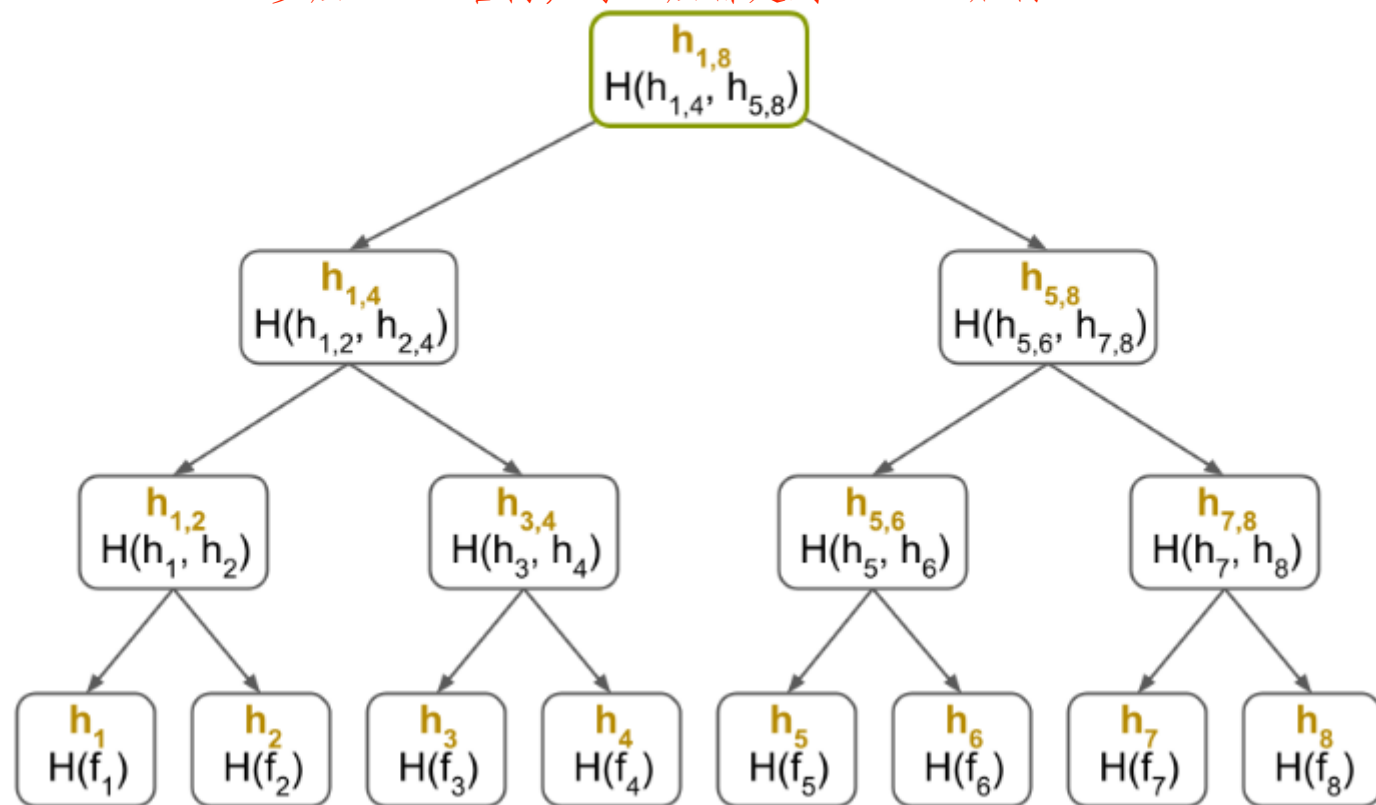 h₁,₈
H(h₁,₄, h₅,₈)
h₁,₄
H(h₁,₂, h₂,₄)
h₅,₈
H(h₅,₆, h₇,₈)
h₁,₂
H(h₁, h₂)
h₃,₄
H(h₃, h₄)
h₅,₆
H(h₅, h₆)
h₇,₈
H(h₇, h₈)
h₁
H(f₁)
h₂
H(f₂)
h₃
H(f₃)
h₄
H(f₄)
h₅
H(f₅)
h₆
H(f₆)
h₇
H(f₇)
h₈
H(f₈)